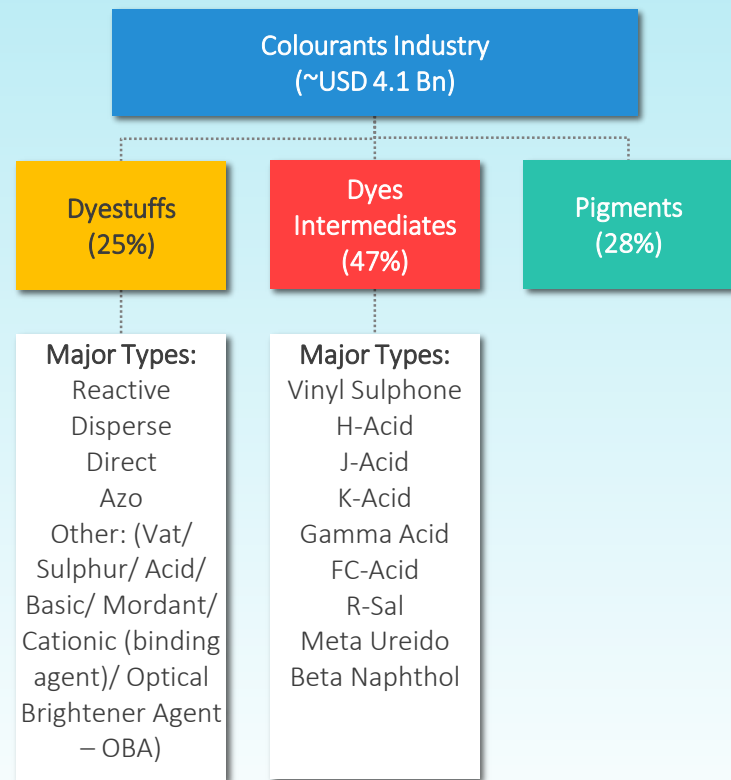 Colourants Industry
(~USD 4.1 Bn)
Dyestuffs
(25%)
Dyes
Intermediates
(47%)
Pigments
(28%)
Major Types:
Reactive
Disperse
Direct
Azo
Other: (Vat/
Sulphur/ Acid/
Basic/ Mordant/
Cationic (binding
agent)/ Optical
Brightener Agent
– OBA)
Major Types:
Vinyl Sulphone
H-Acid
J-Acid
K-Acid
Gamma Acid
FC-Acid
R-Sal
Meta Ureido
Beta Naphthol